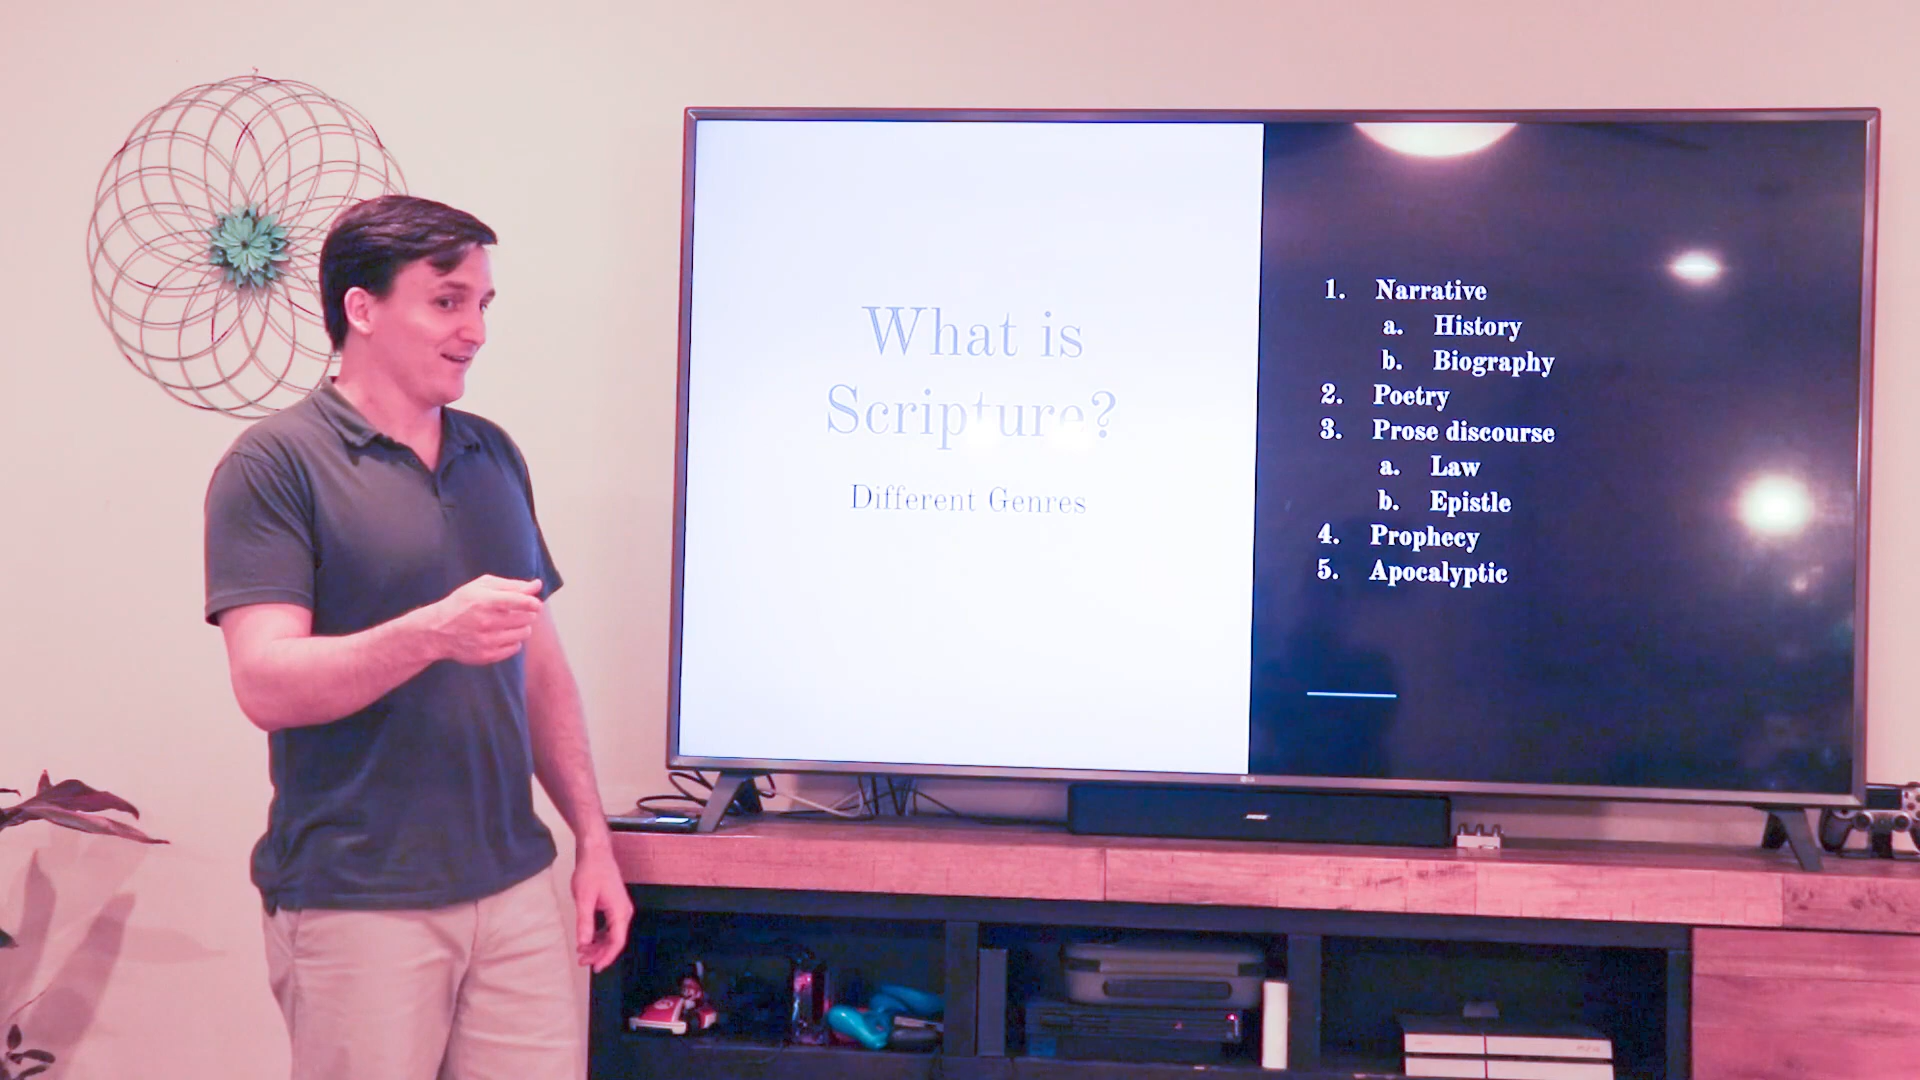 What is
Scripture?
Different Genres
1. Narrative
a. History
b. Biography
2. Poetry
3. Prose discourse
a. Law
b. Epistle
4. Prophecy
5. Apocalyptic
BOSE